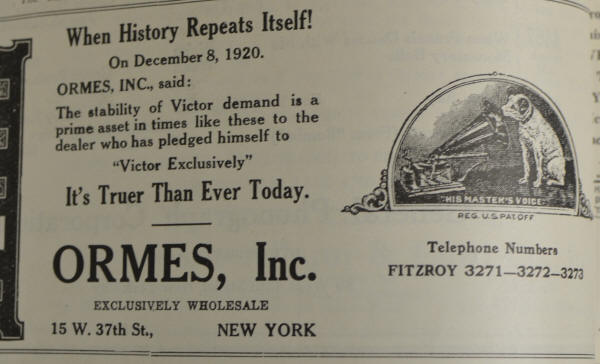 When History Repeats Itself!
On December 8, 1920.
ORMES, INC., said:
The stability of Victor demand is a
prime asset in times like these to the
dealer who has pledged himself to
"Victor Exclusively"
It's Truer Than Ever Today.
ORMES, Inc.
EXCLUSIVELY WHOLESALE
15 W. 37th St., NEW YORK
"HIS MASTER'S VOICE"
REG. U.S. PAT. OFF
Telephone Numbers
FITZROY 3271—3272—3273